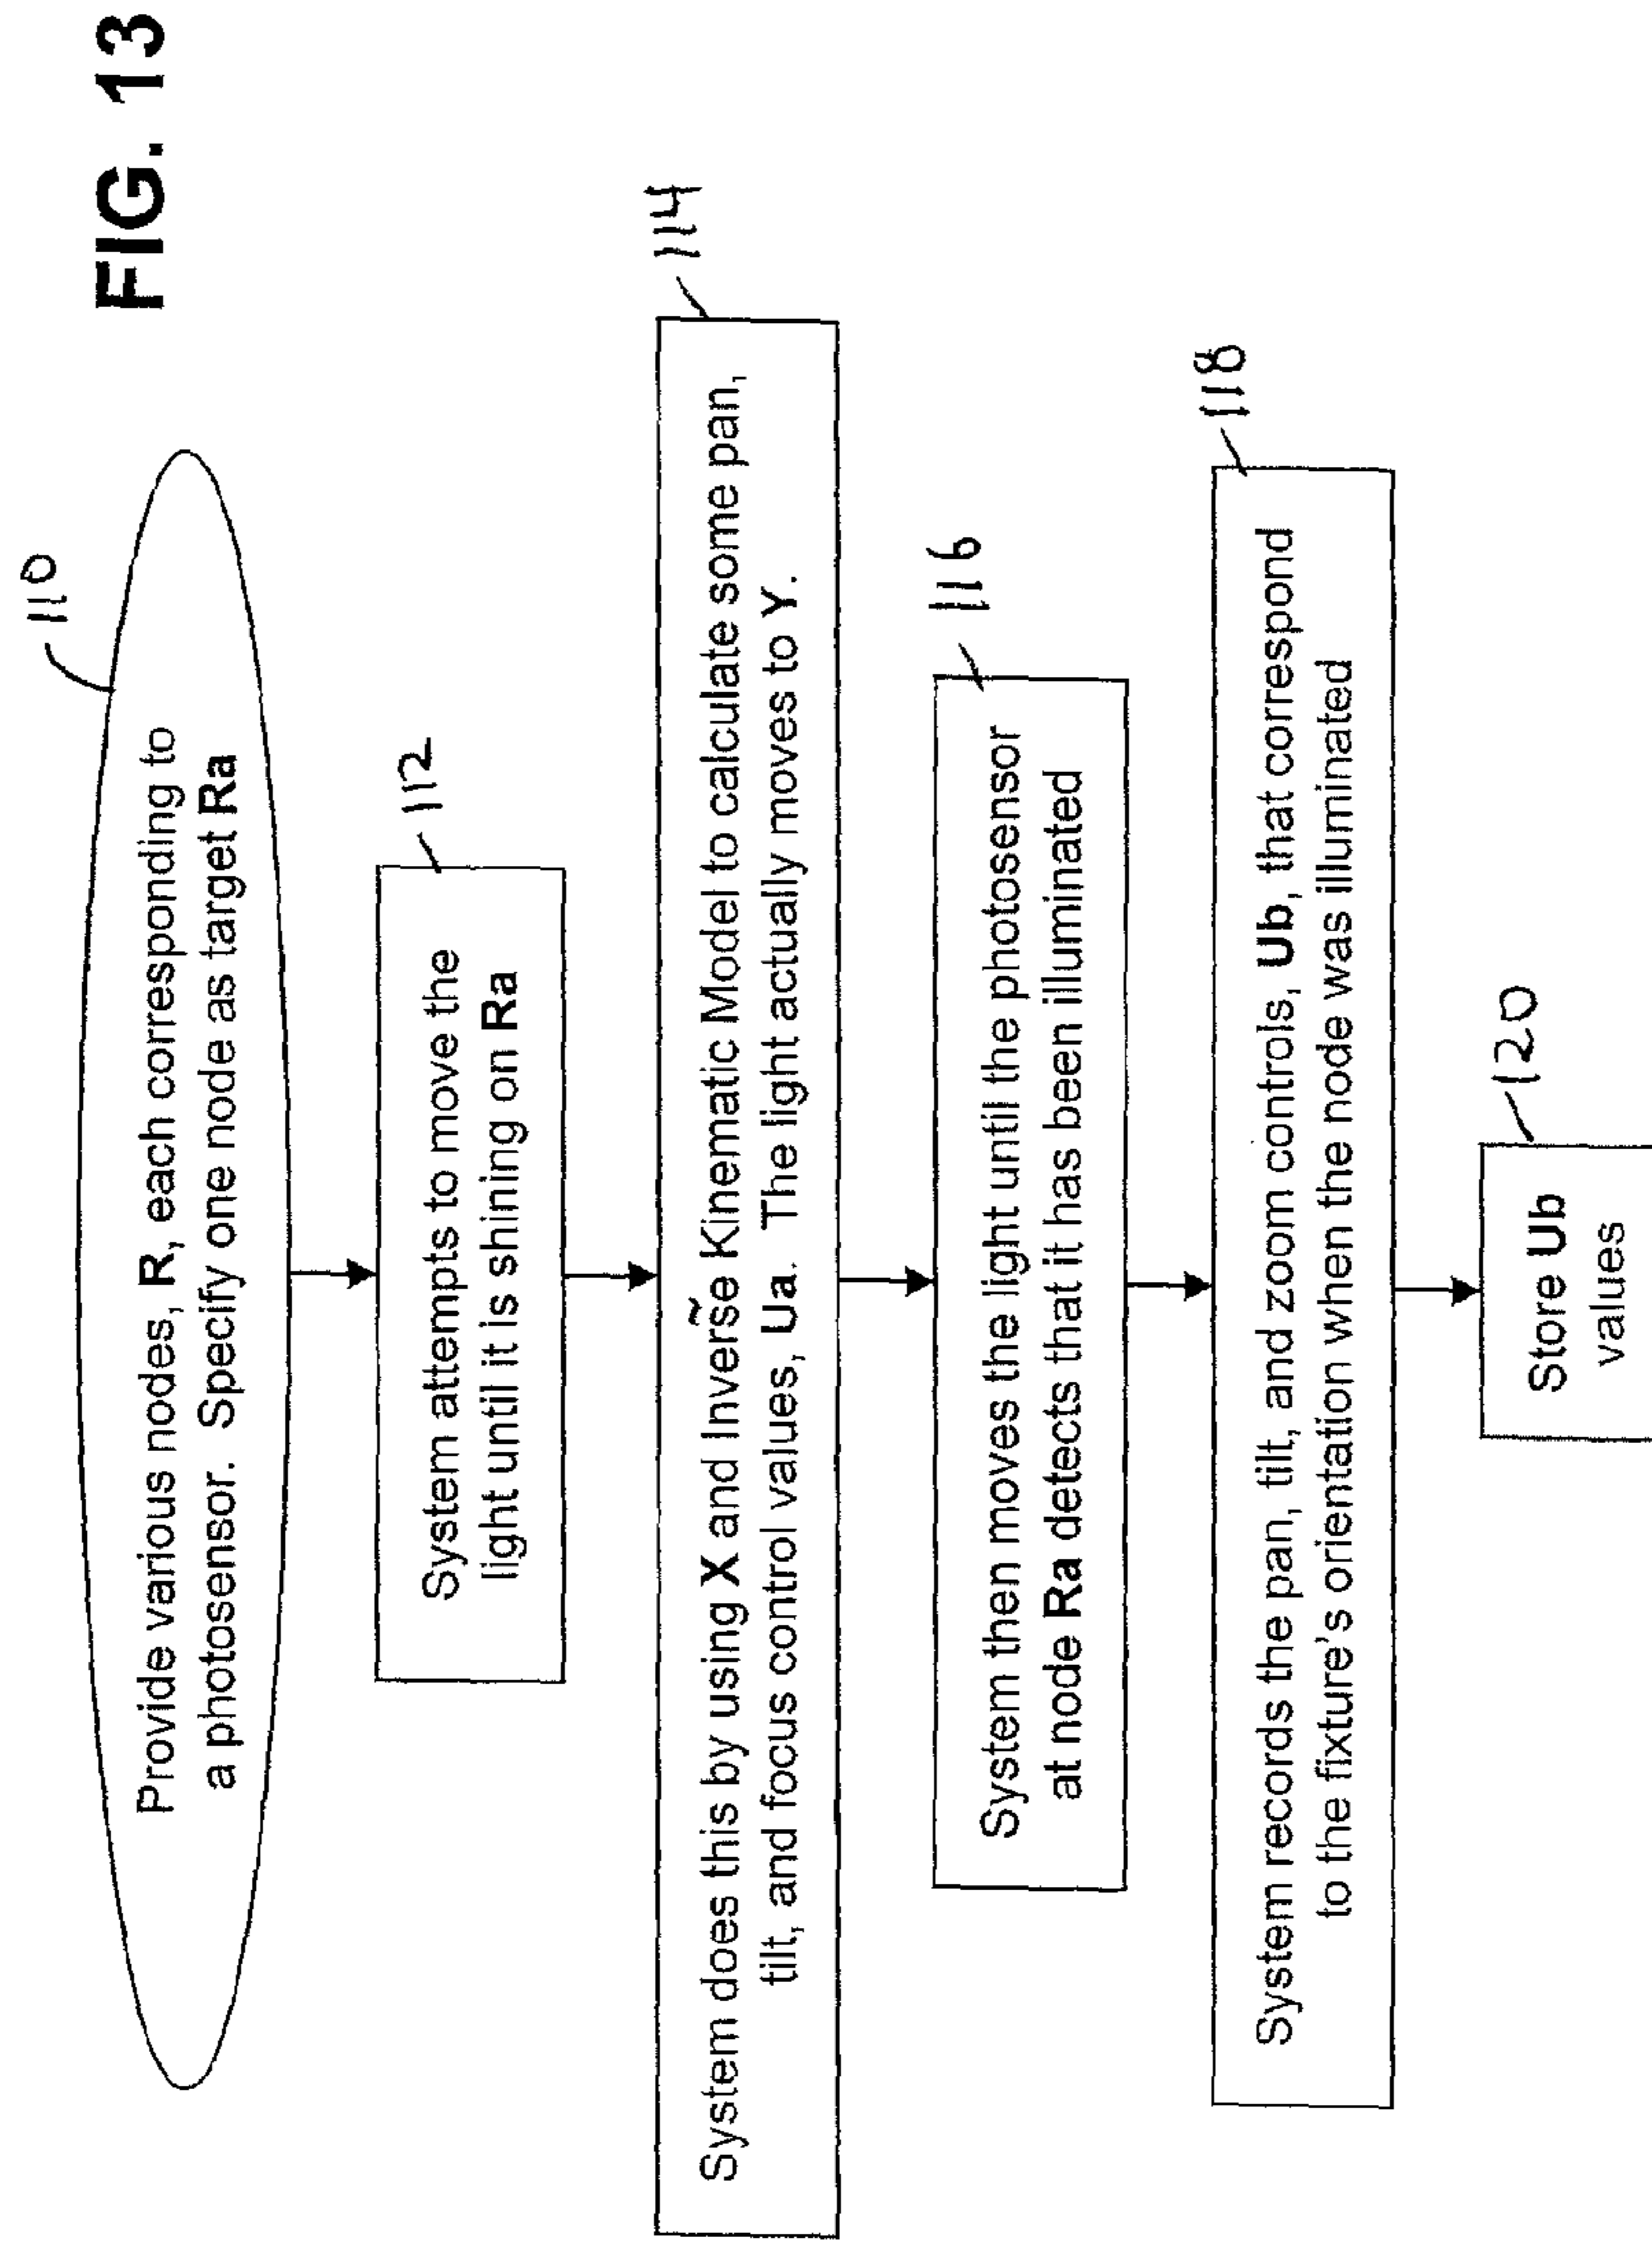 FIG. 13
110
Provide various nodes, R, each corresponding to
a photosensor. Specify one node as target Ra
112
System attempts to move the
light until it is shining on Ra
114
System does this by using X and Inverse Kinematic Model to calculate some pan,
tilt, and focus control values, Ua. The light actually moves to Y.
116
System then moves the light until the photosensor
at node Ra detects that it has been illuminated
118
System records the pan, tilt, and zoom controls, Ub, that correspond
to the fixture's orientation when the node was illuminated
120
Store Ub
values